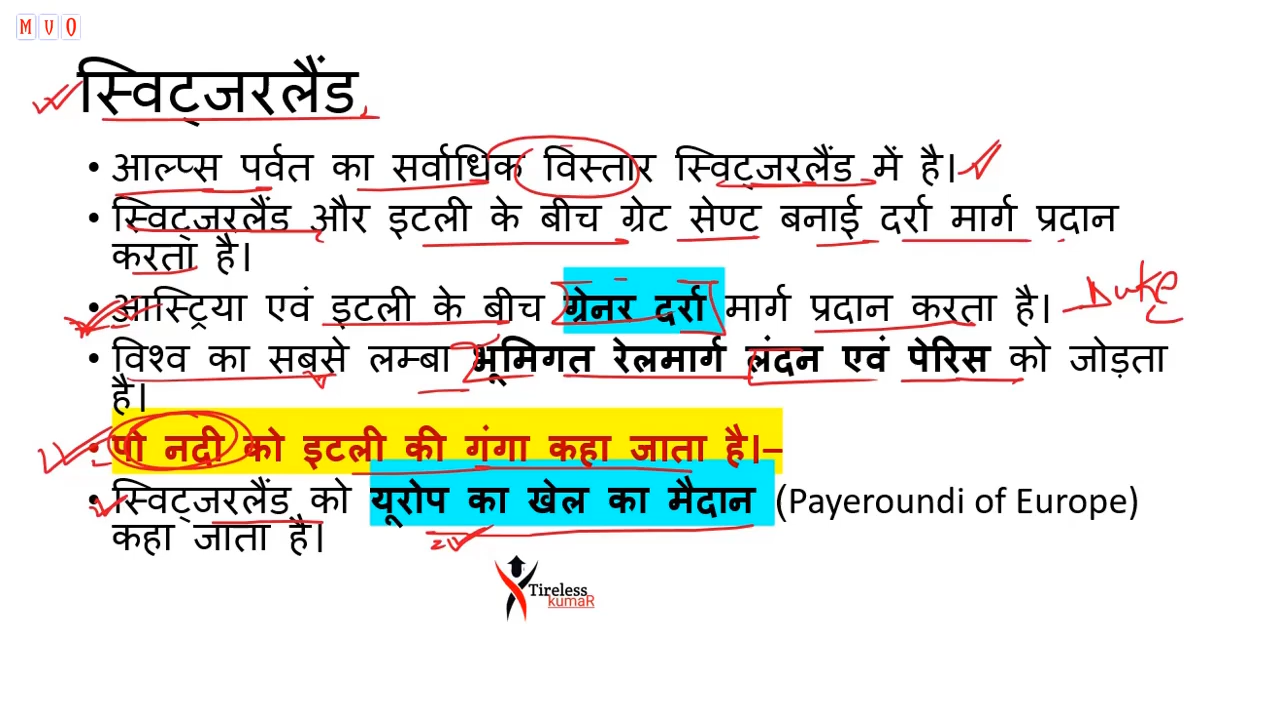 M V O
स्विट्जरलैंड
• आल्प्स पर्वत का सर्वाधिक विस्तार स्विट्जरलैंड में है।
• स्विट्जरलैंड और इटली के बीच ग्रेट सेण्ट बनाई दर्रा मार्ग प्रदान
करता है।
• आस्ट्रिया एवं इटली के बीच ग्रेनर दर्रा मार्ग प्रदान करता है। Duke
• विश्व का सबसे लम्बा भूमिगत रेलमार्ग लंदन एवं पेरिस को जोड़ता
है।
• पो नदी को इटली की गंगा कहा जाता है।–
• स्विट्जरलैंड को यूरोप का खेल का मैदान (Payeroundi of Europe)
कहा जाता है।
Tireless
kumaR